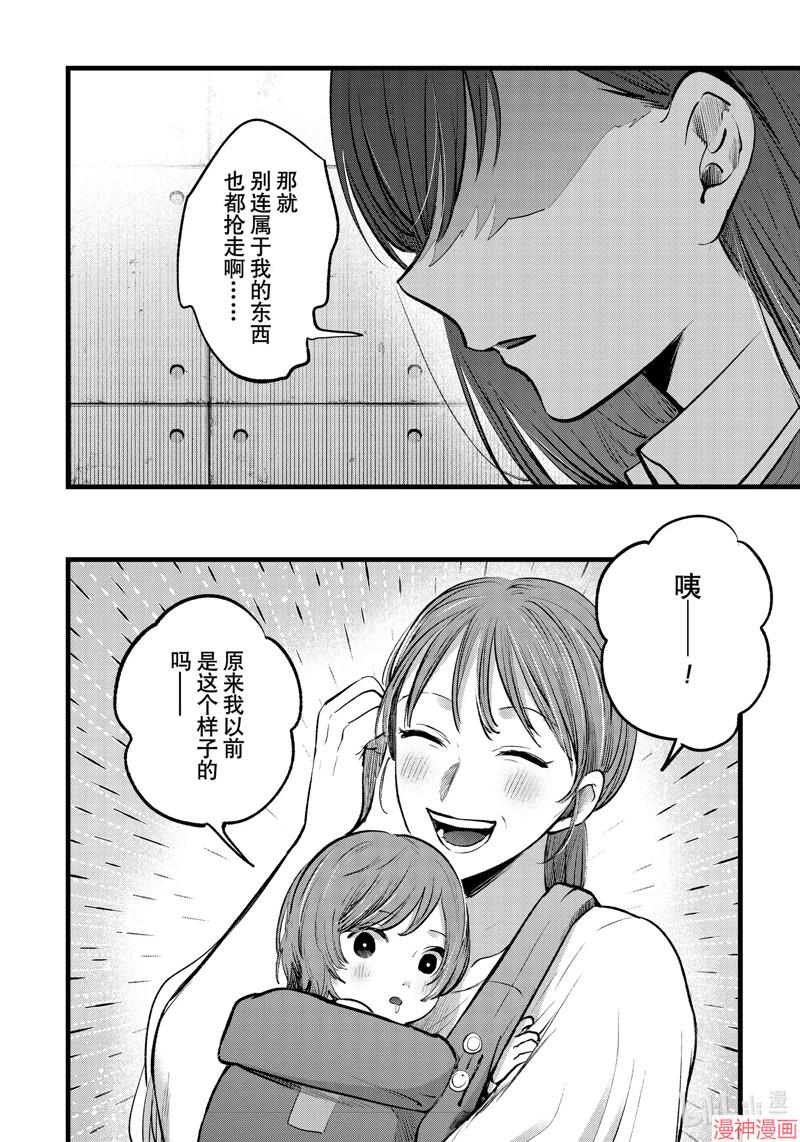 那就
别连属于我的东西
也都抢走啊……
咦
——!
原来我以前
是这个样子的
吗——
漫神漫画